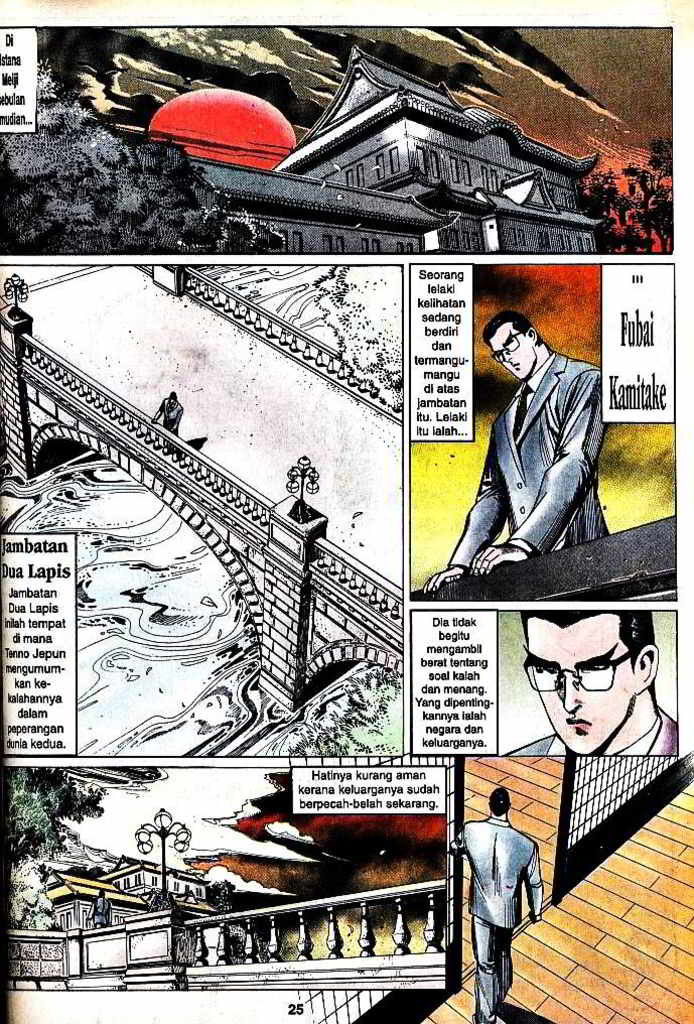 Di
stana
Meiji
ebulan
mudian...
Seorang
lelaki
kelihatan
sedang
berdiri
dan
termangu-
mangu
di atas
jambatan
itu. Lelaki
itu ialah...
Fubai
Kamitake
Jambatan
Dua Lapis
Jambatan
Dua Lapis
inilah tempat
di mana
Tenno Jepun
mengumum-
kan ke-
kalahannya
dalam
peperangan
dunia kedua.
Dia tidak
begitu
mengambil
berat tentang
soal kalah
dan menang.
Yang dipenting-
kannya ialah
negara dan
keluarganya.
Hatinya kurang aman
kerana keluarganya sudah
berpecah-belah sekarang.
25